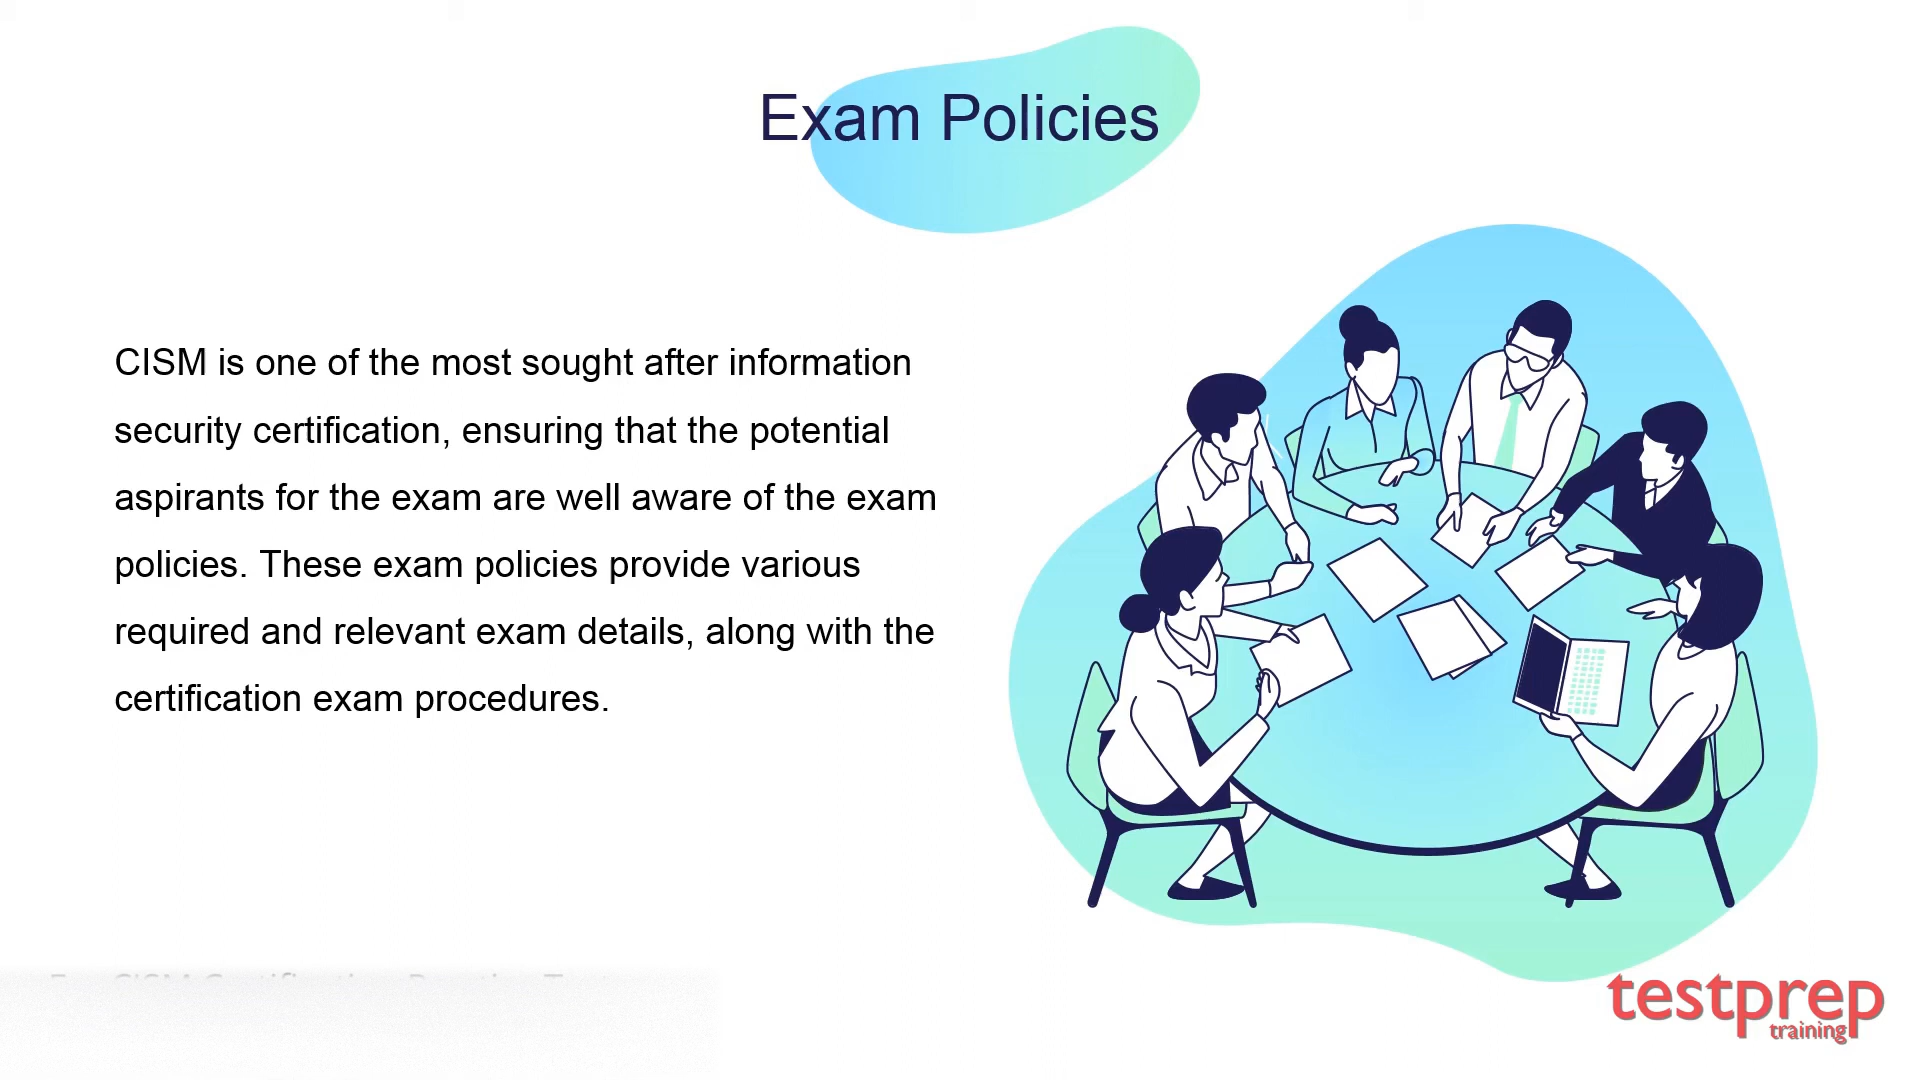 Exam Policies
CISM is one of the most sought after information
security certification, ensuring that the potential
aspirants for the exam are well aware of the exam
policies. These exam policies provide various
required and relevant exam details, along with the
certification exam procedures.
testprep
training